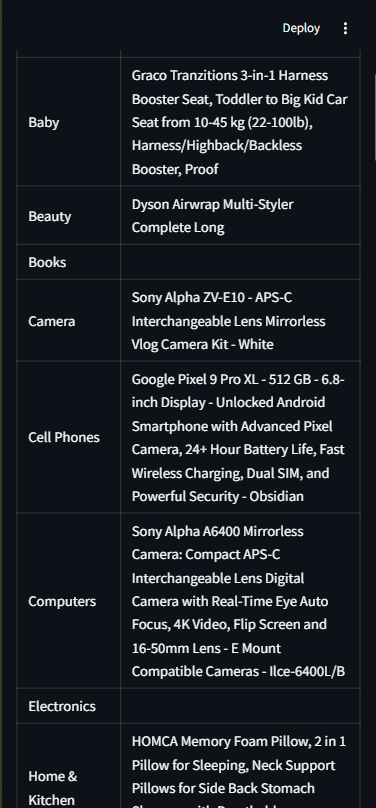 Deploy
Graco Tranzitions 3-in-1 Harness
Booster Seat, Toddler to Big Kid Car
Baby
Seat from 10-45 kg (22-100lb),
Harness/Highback/Backless
Booster, Proof
Beauty
Dyson Airwrap Multi-Styler
Complete Long
Books
Camera
Sony Alpha ZV-E10 - APS-C
Interchangeable Lens Mirrorless
Vlog Camera Kit - White
Cell Phones
Google Pixel 9 Pro XL - 512 GB - 6.8-
inch Display - Unlocked Android
Smartphone with Advanced Pixel
Camera, 24+ Hour Battery Life, Fast
Wireless Charging, Dual SIM, and
Powerful Security - Obsidian
Computers
Sony Alpha A6400 Mirrorless
Camera: Compact APS-C
Interchangeable Lens Digital
Camera with Real-Time Eye Auto
Focus, 4K Video, Flip Screen and
16-50mm Lens - E Mount
Compatible Cameras - Ilce-6400L/B
Electronics
Home &
Kitchen
HOMCA Memory Foam Pillow, 2 in 1
Pillow for Sleeping, Neck Support
Pillows for Side Back Stomach